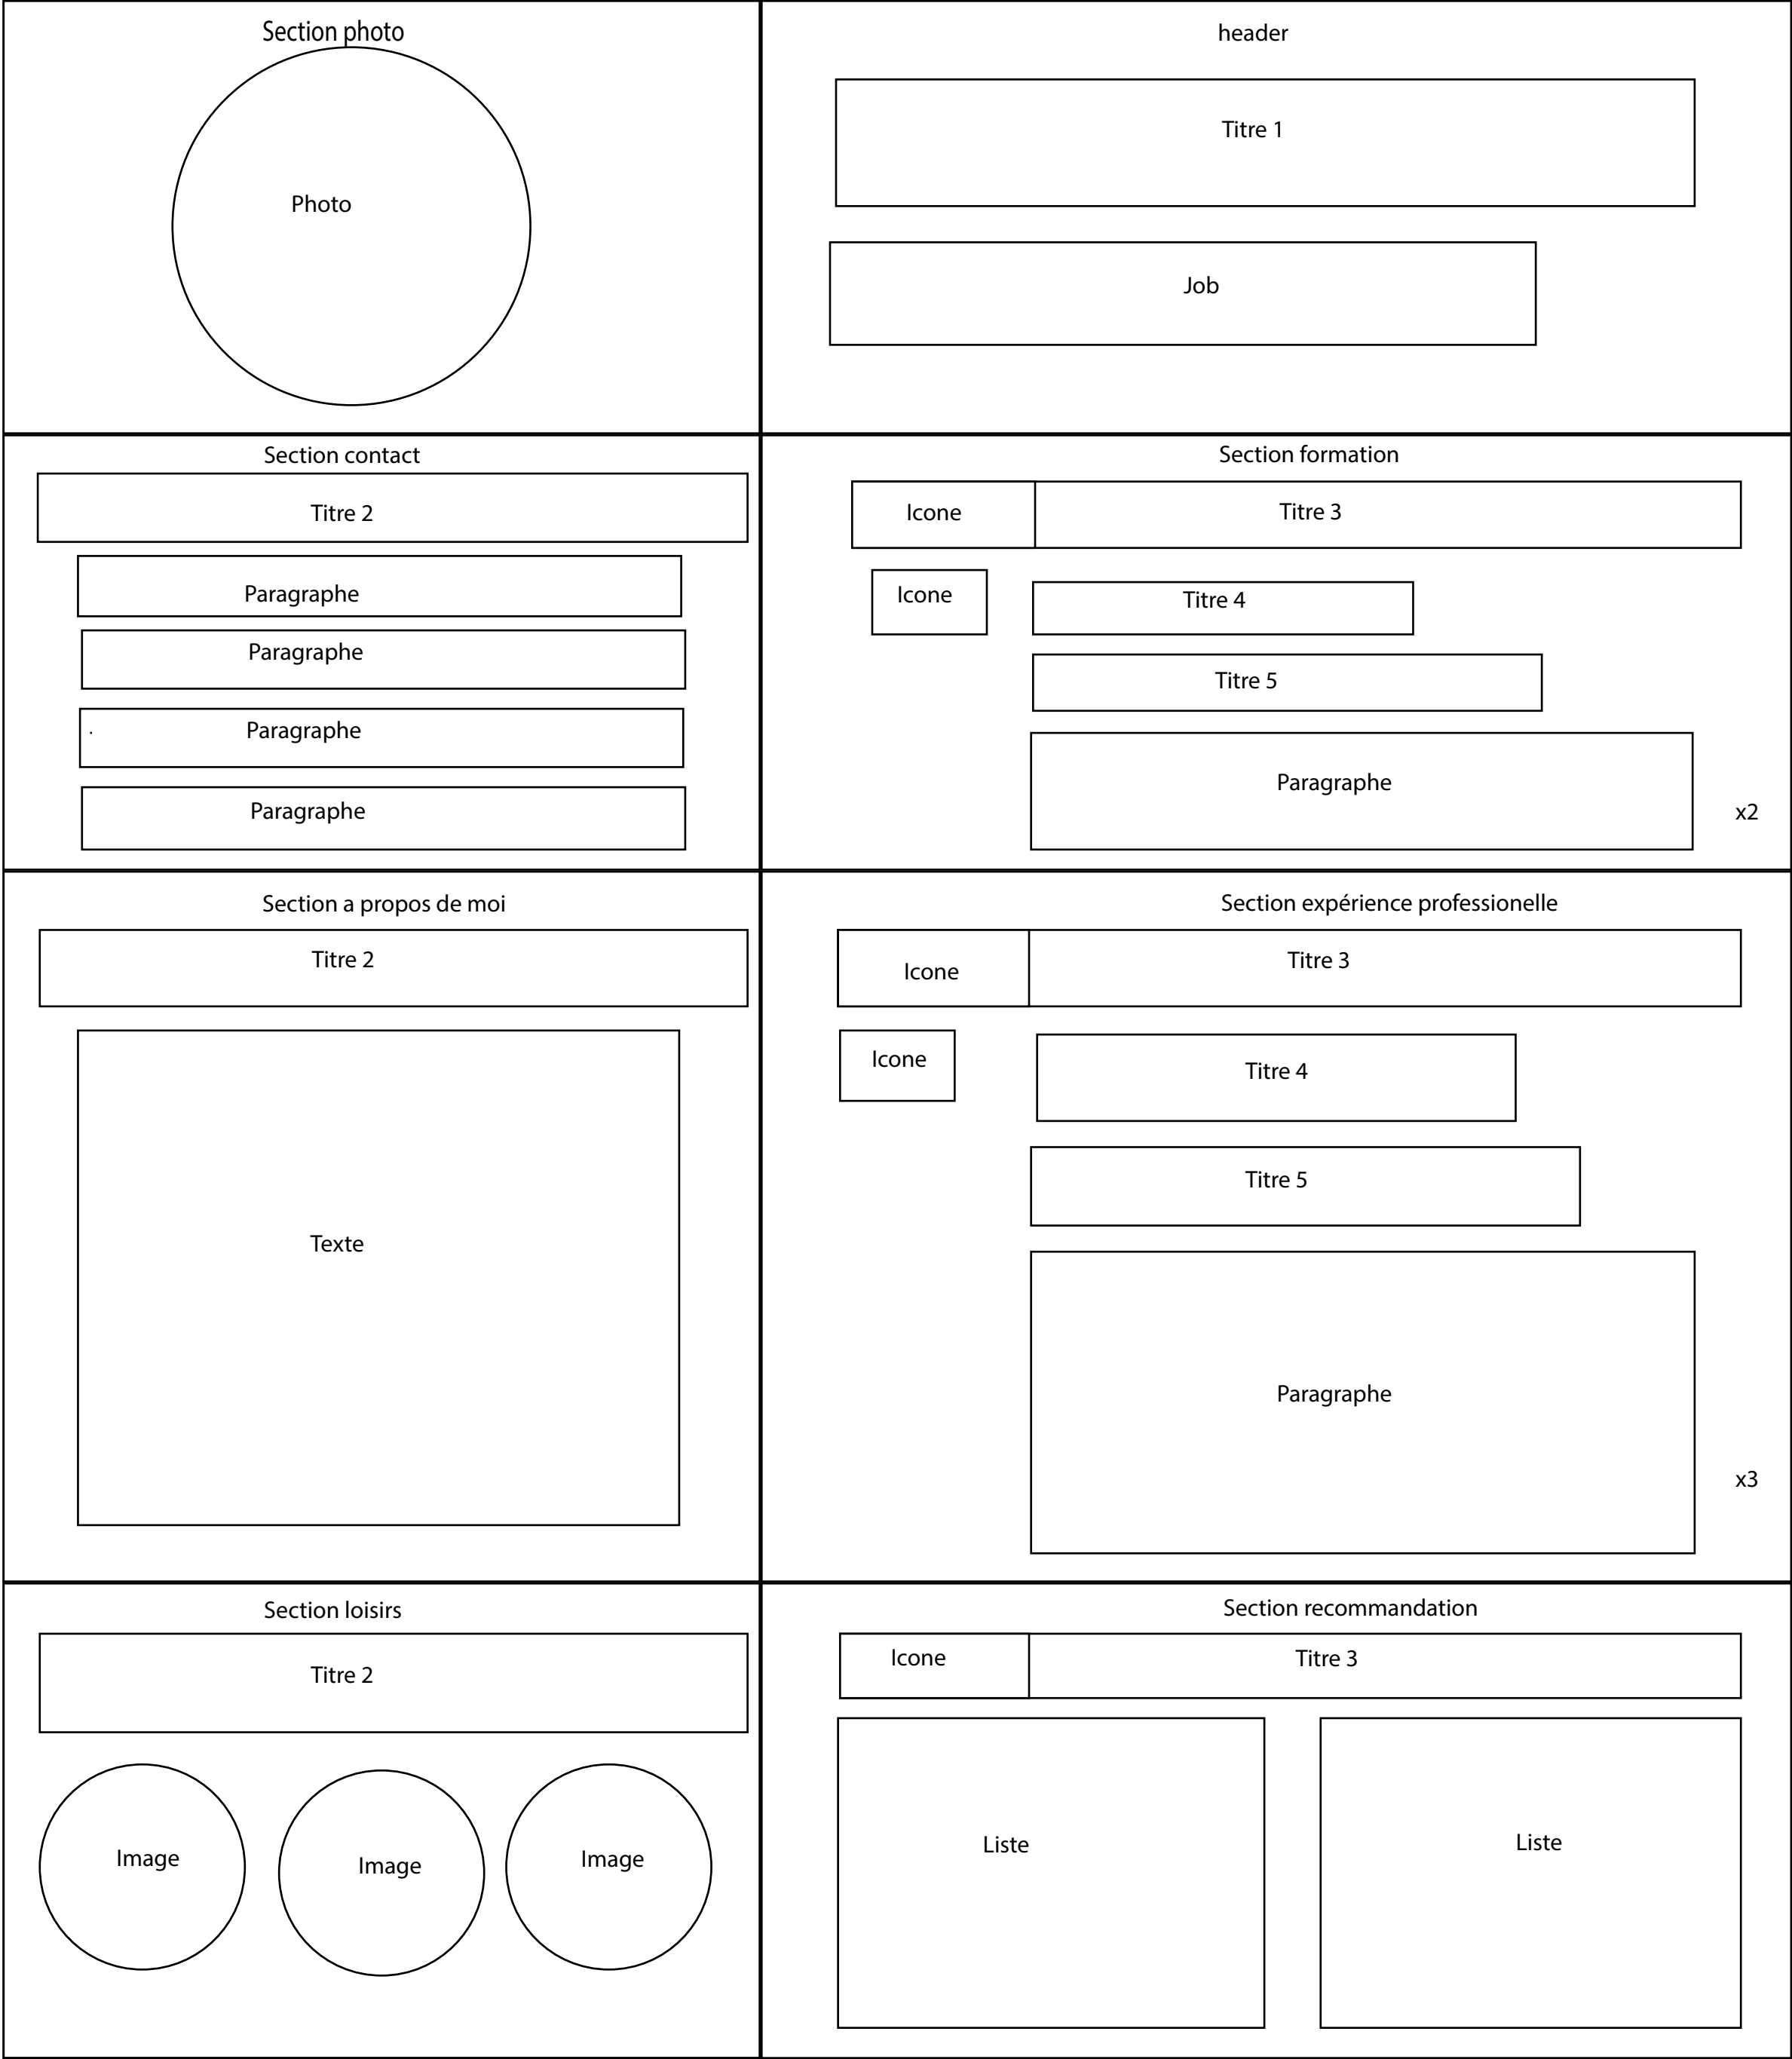 Section photo
Photo
header
Titre 1
Job
Section contact
Titre 2
Paragraphe
Paragraphe
Paragraphe
Paragraphe
Section formation
Icone
Titre 3
Icone
Titre 4
Titre 5
Paragraphe
x2
Section a propos de moi
Titre 2
Texte
Section expérience professionelle
Icone
Titre 3
Icone
Titre 4
Titre 5
Paragraphe
x3
Section loisirs
Titre 2
Image
Image
Image
Section recommandation
Icone
Titre 3
Liste
Liste